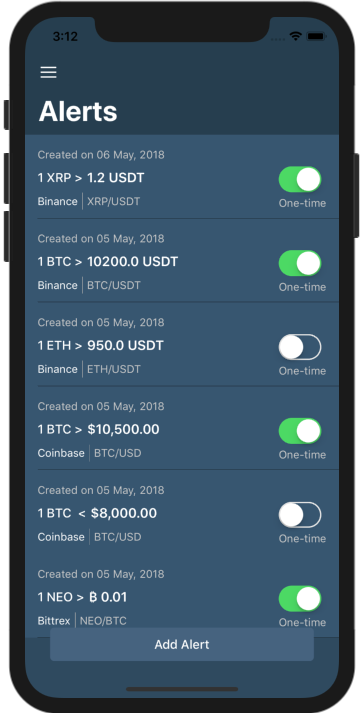 3:12
Alerts
Created on 06 May, 2018
1 XRP > 1.2 USDT
Binance XRP/USDT
One-time
Created on 05 May, 2018
1 BTC > 10200.0 USDT
Binance BTC/USDT
One-time
Created on 05 May, 2018
1 ETH > 950.0 USDT
Binance ETH/USDT
One-time
Created on 05 May, 2018
1 BTC > $10,500.00
Coinbase BTC/USD
One-time
Created on 05 May, 2018
1 BTC < $8,000.00
Coinbase BTC/USD
One-time
Created on 05 May, 2018
1 NEO > ฿ 0.01
Bittrex NEO/BTC
One-time
Add Alert